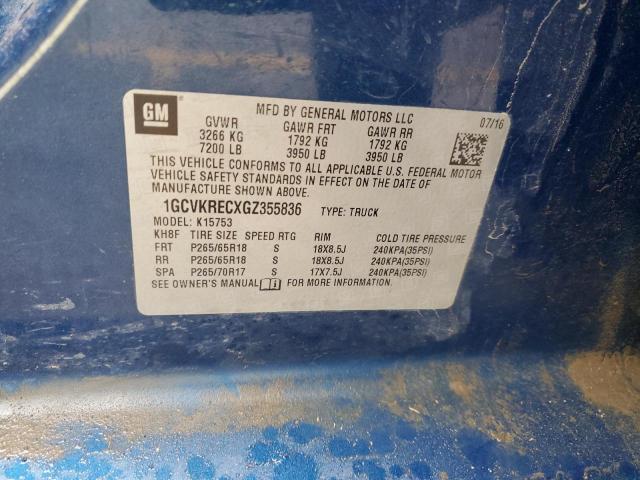 GM
MFD BY GENERAL MOTORS LLC
07/16
GVWR GAWR FRT GAWR RR
3266 KG 1792 KG 1792 KG
7200 LB 3950 LB 3950 LB
THIS VEHICLE CONFORMS TO ALL APPLICABLE U.S. FEDERAL MOTOR
VEHICLE SAFETY STANDARDS IN EFFECT ON THE DATE OF
MANUFACTURE SHOWN ABOVE.
1GCVKRECXGZ355836 TYPE: TRUCK
MODEL: K15753
KH8F TIRE SIZE SPEED RTG RIM COLD TIRE PRESSURE
FRT P265/65R18 S 18X8.5J 240KPA(35PSI)
RR P265/65R18 S 18X8.5J 240KPA(35PSI)
SPA P265/70R17 S 17X7.5J 240KPA(35PSI)
SEE OWNER'S MANUAL FOR MORE INFORMATION.